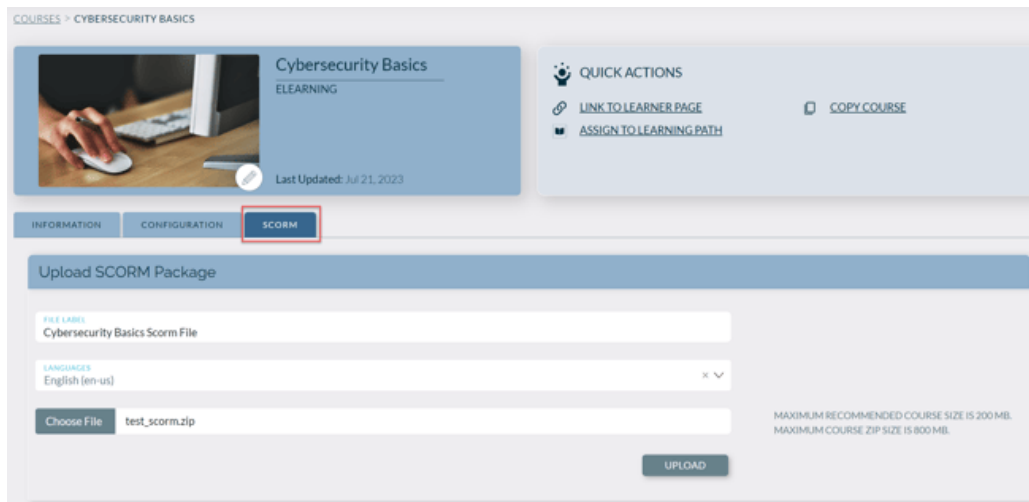 COURSES > CYBERSECURITY BASICS
Cybersecurity Basics
ELEARNING
Last Updated: Jul 21, 2023
QUICK ACTIONS
LINK TO LEARNER PAGE
COPY COURSE
ASSIGN TO LEARNING PATH
INFORMATION
CONFIGURATION
SCORM
Upload SCORM Package
FILE LABEL
Cybersecurity Basics Scorm File
LANGUAGES
English (en-us)
Choose File
test_scorm.zip
MAXIMUM RECOMMENDED COURSE SIZE IS 200 MB.
MAXIMUM COURSE ZIP SIZE IS 800 MB.
UPLOAD